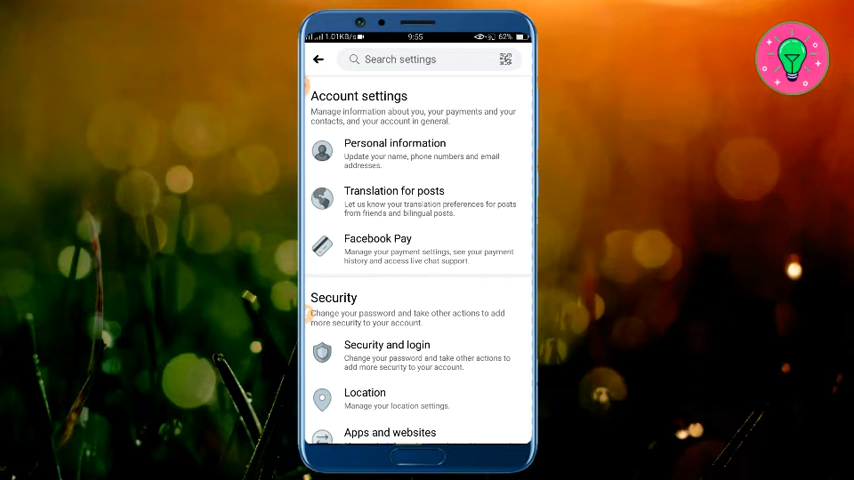 1.01KB/s
9:55
62%
Search settings
Account settings
Manage information about you, your payments and your
contacts, and your account in general.
Personal information
Update your name, phone numbers and email
addresses.
Translation for posts
Let us know your translation preferences for posts
from friends and bilingual posts.
Facebook Pay
Manage your payment settings, see your payment
history and access live chat support.
Security
Change your password and take other actions to add
more security to your account.
Security and login
Change your password and take other actions to
add more security to your account.
Location
Manage your location settings.
Apps and websites